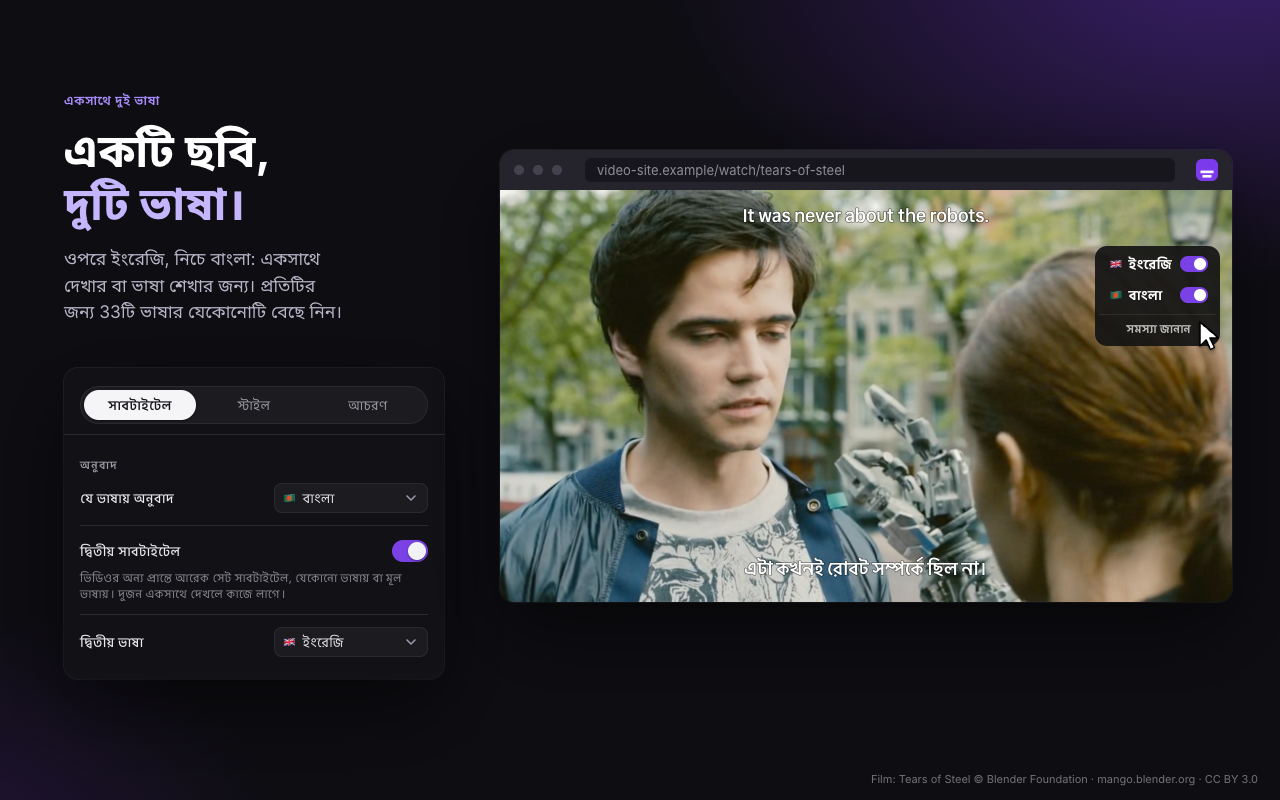 একসাথে দুই ভাষা
একটি ছবি,
দুটি ভাষা।
ওপরে ইংরেজি, নিচে বাংলা: একসাথে
দেখার বা ভাষা শেখার জন্য। প্রতিটির
জন্য 33টি ভাষার যেকোনোটি বেছে নিন।
সাবটাইটেল
স্টাইল
আচরণ
অনুবাদ
যে ভাষায় অনুবাদ
বাংলা
দ্বিতীয় সাবটাইটেল
ভিডিওর অন্য প্রান্তে আরেক সেট সাবটাইটেল, যেকোনো ভাষায় বা মূল
ভাষায়। দুজন একসাথে দেখলে কাজে লাগে।
দ্বিতীয় ভাষা
ইংরেজি
video-site.example/watch/tears-of-steel
It was never about the robots.
ইংরেজি
বাংলা
সমস্যা জানান
এটা কখনই রোবট সম্পর্কে ছিল না।
Film: Tears of Steel © Blender Foundation · mango.blender.org · CC BY 3.0